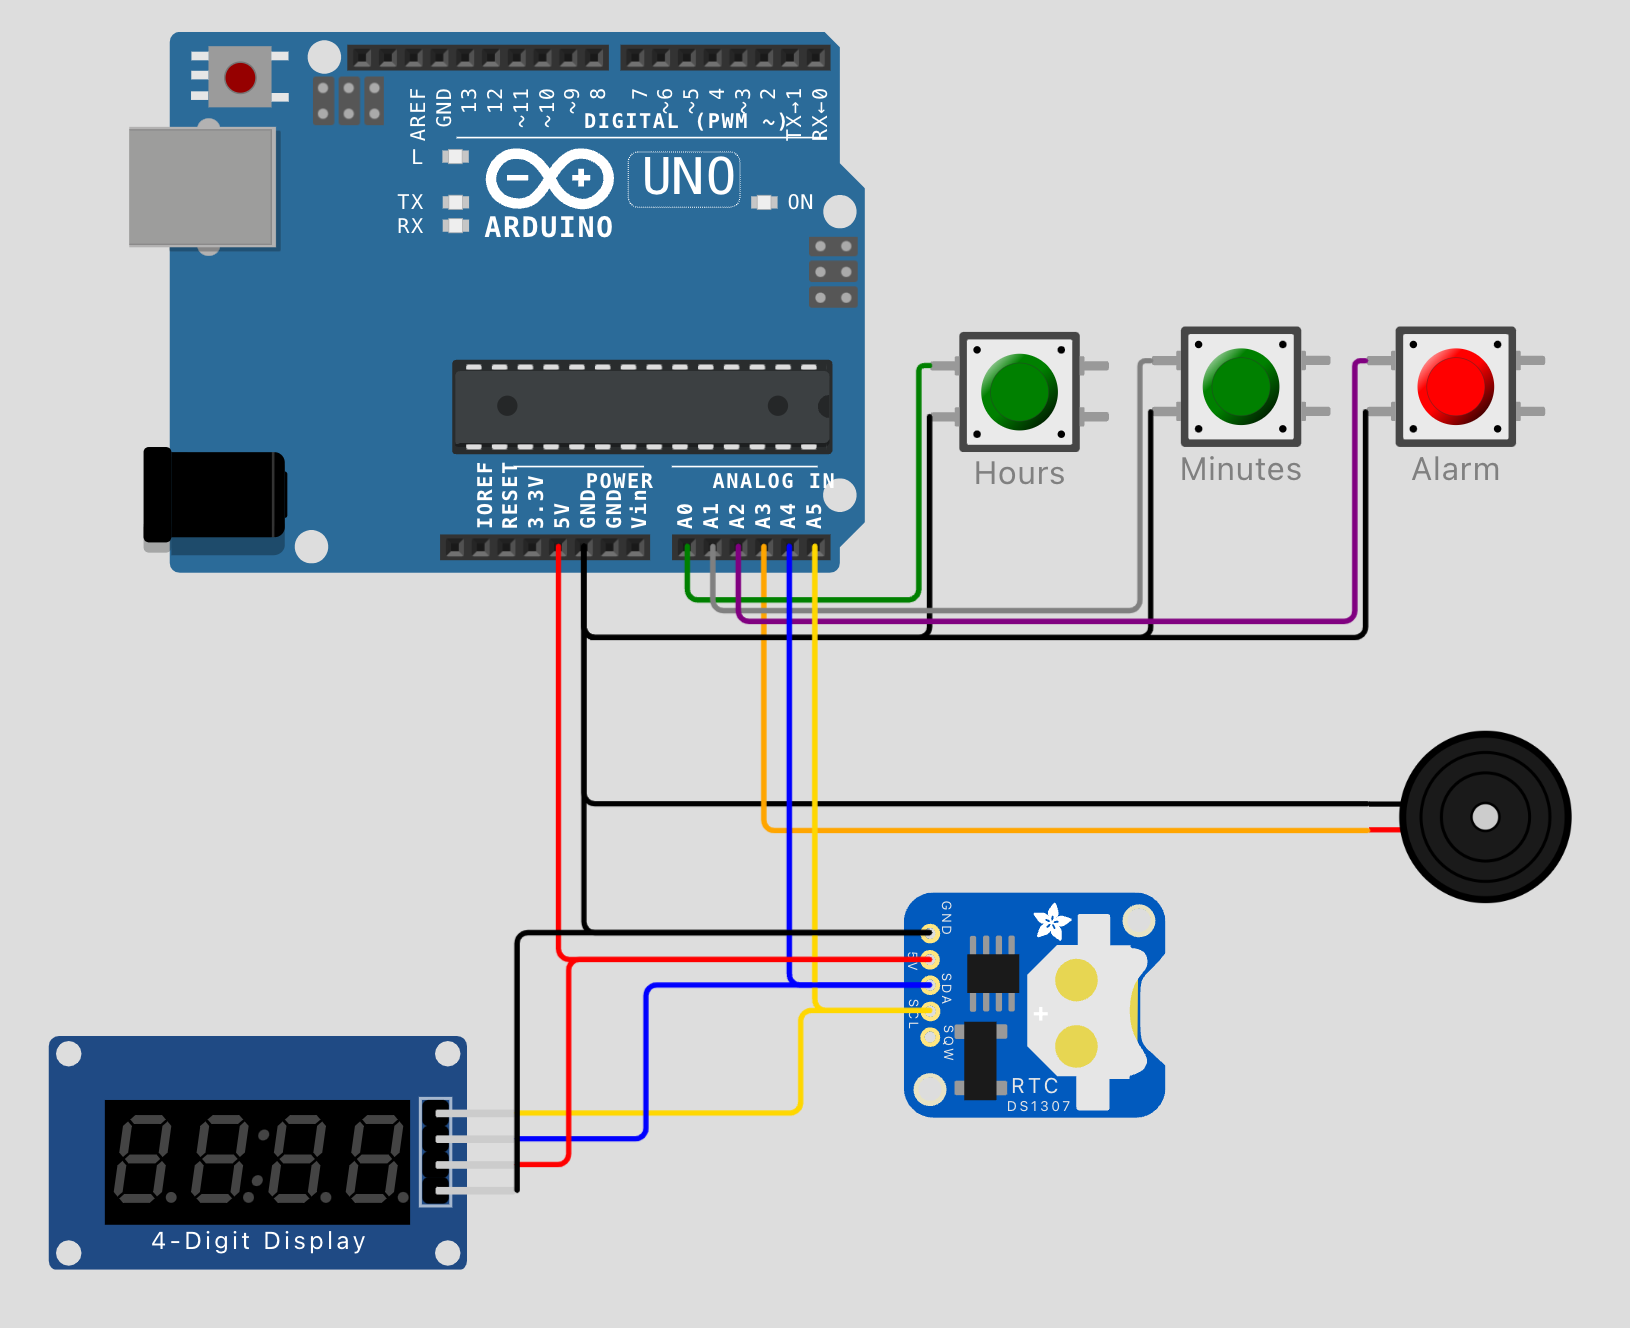 AREF
GND
13
12
~11
~10
~9
8
7
~6
~5
4
~3
2
TX→1
RX←0
DIGITAL (PWM ~)
L
TX
RX
ARDUINO
UNO
ON
IOREF
RESET
3.3V
5V
GND
GND
Vin
POWER
ANALOG IN
A0
A1
A2
A3
A4
A5
Hours
Minutes
Alarm
GND
5V
SDA
SCL
SQW
RTC
DS1307
4-Digit Display